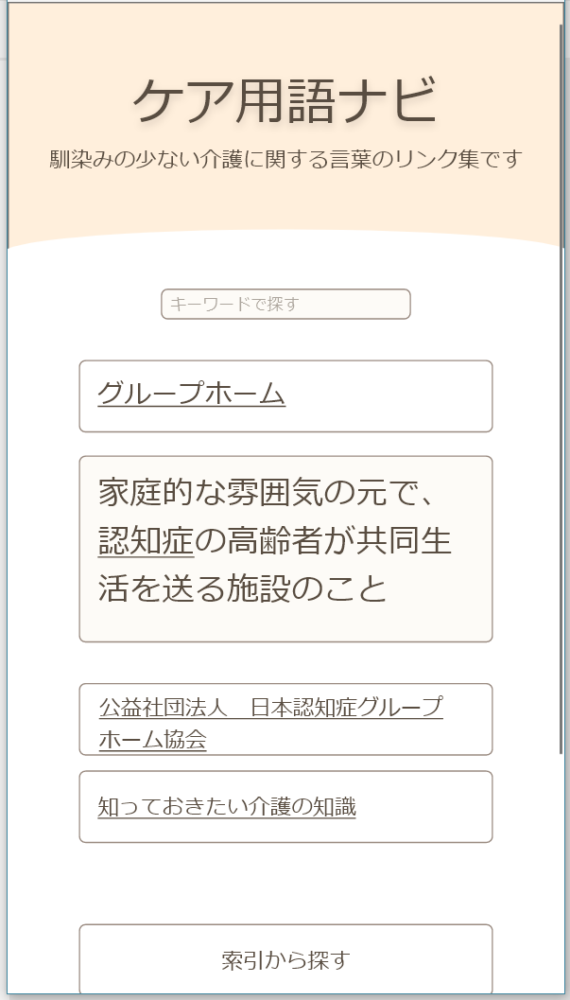 ケア用語ナビ
馴染みの少ない介護に関する言葉のリンク集です
キーワードで探す
グループホーム
家庭的な雰囲気の元で、
認知症の高齢者が共同生
活を送る施設のこと
公益社団法人　日本認知症グループ
ホーム協会
知っておきたい介護の知識
索引から探す